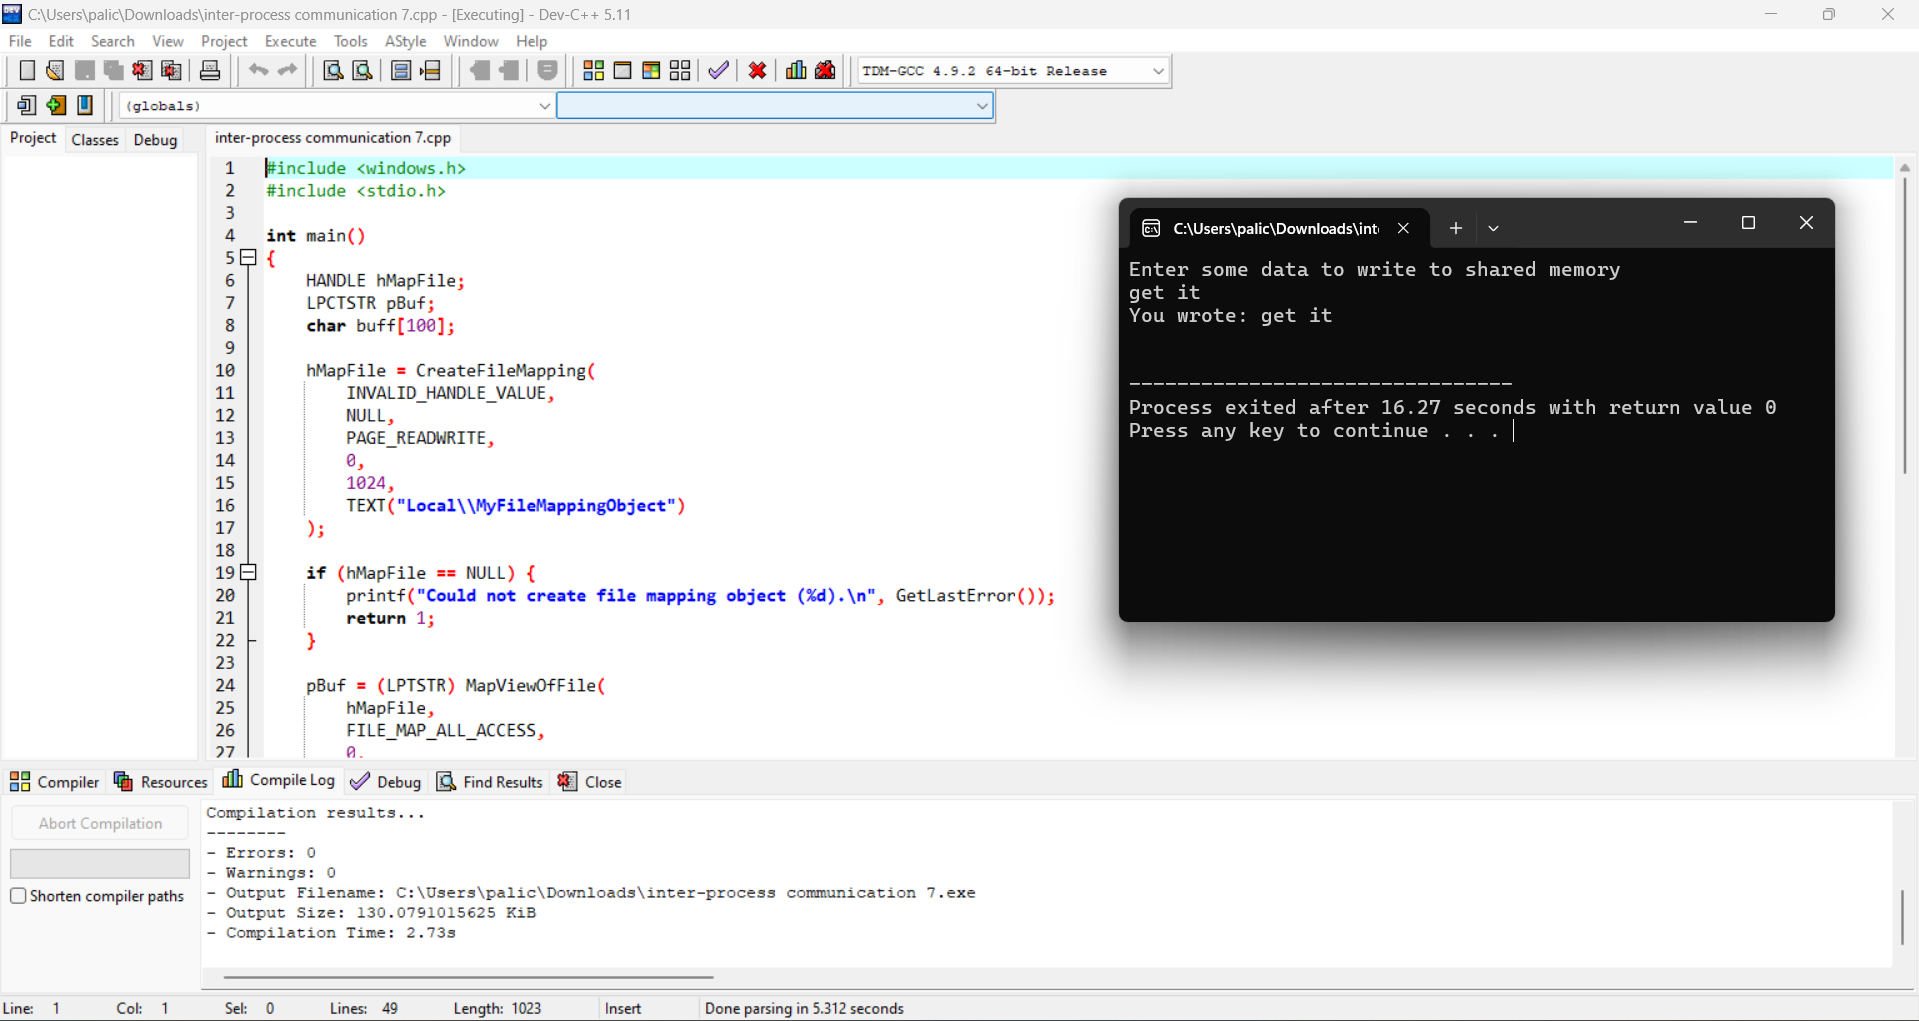 C:\Users\palic\Downloads\inter-process communication 7.cpp - [Executing] - Dev-C++ 5.11
File Edit Search View Project Execute Tools AStyle Window Help
TDM-GCC 4.9.2 64-bit Release
(globals)
Project Classes Debug
inter-process communication 7.cpp
1 #include <windows.h>
2 #include <stdio.h>
3
4 int main()
5 {
6 HANDLE hMapFile;
7 LPCTSTR pBuf;
8 char buff[100];
9
10 hMapFile = CreateFileMapping(
11 INVALID_HANDLE_VALUE,
12 NULL,
13 PAGE_READWRITE,
14 0,
15 1024,
16 TEXT("Local\\MyFileMappingObject")
17 );
18
19 if (hMapFile == NULL) {
20 printf("Could not create file mapping object (%d).\n", GetLastError());
21 return 1;
22 }
23
24 pBuf = (LPTSTR) MapViewOfFile(
25 hMapFile,
26 FILE_MAP_ALL_ACCESS,
27 0,
C:\Users\palic\Downloads\int
Enter some data to write to shared memory
get it
You wrote: get it
--------------------------------
Process exited after 16.27 seconds with return value 0
Press any key to continue . . .
Compiler Resources Compile Log Debug Find Results Close
Abort Compilation
Shorten compiler paths
Compilation results...
--------
- Errors: 0
- Warnings: 0
- Output Filename: C:\Users\palic\Downloads\inter-process communication 7.exe
- Output Size: 130.0791015625 KiB
- Compilation Time: 2.73s
Line: 1 Col: 1 Sel: 0 Lines: 49 Length: 1023 Insert Done parsing in 5.312 seconds